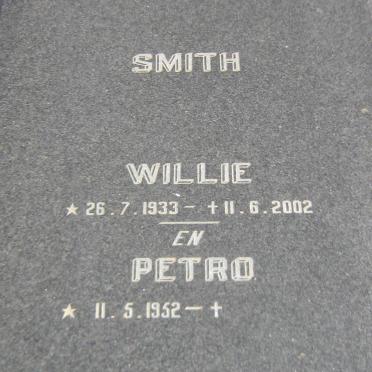 SMITH
WILLIE
★ 26.7.1933 – †11.6.2002
EN
PETRO
★ 11.5.1952 – †